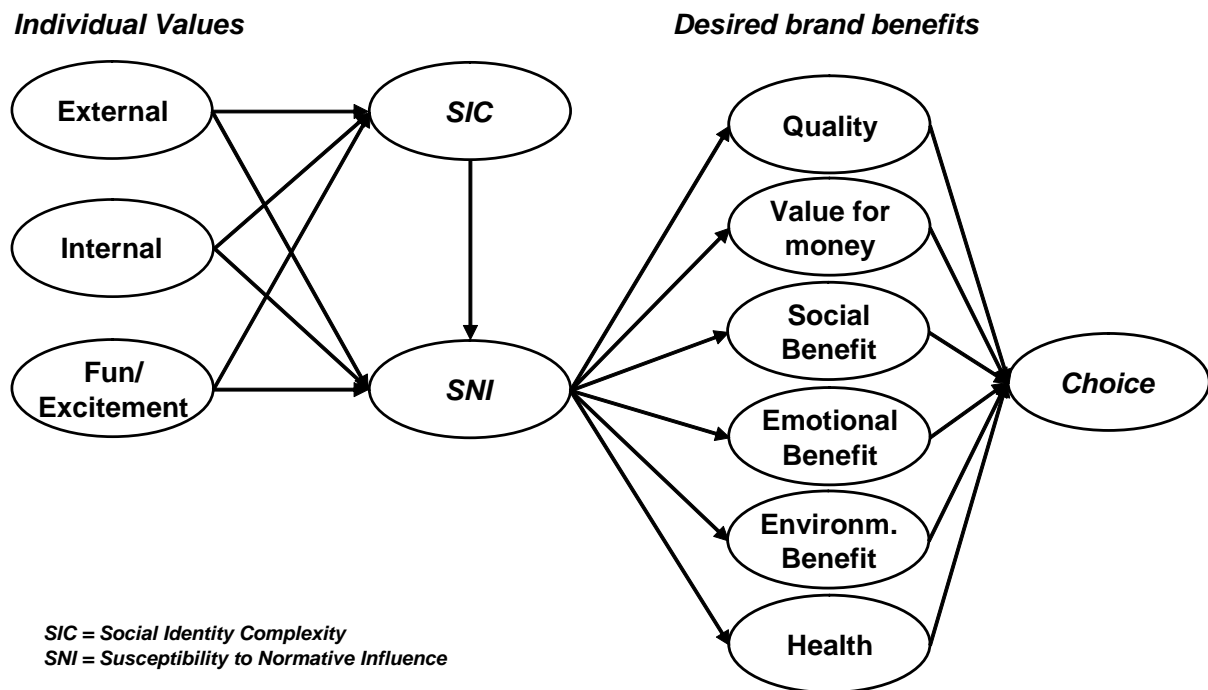 Individual Values
Desired brand benefits
External
SIC
Quality
Internal
Value for
money
Fun/
Excitement
SNI
Social
Benefit
Choice
Emotional
Benefit
Environm.
Benefit
Health
SIC = Social Identity Complexity
SNI = Susceptibility to Normative Influence